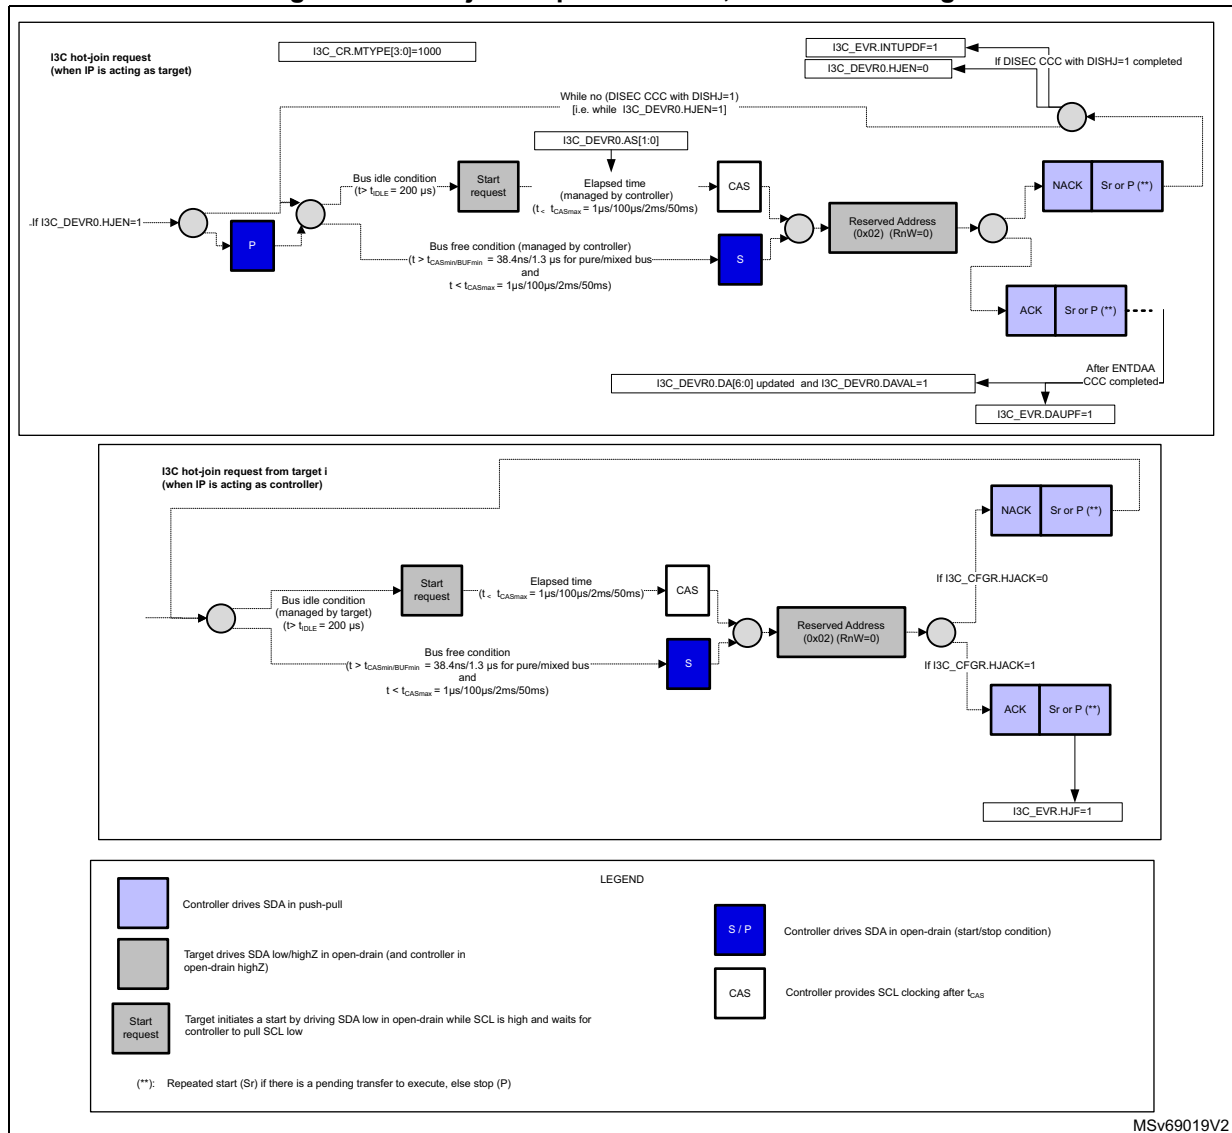 I3C hot-join request
(when IP is acting as target)
I3C_CR.MTYPE[3:0]=1000
I3C_EVR.INTUPDF=1
I3C_DEVR0.HJEN=0
If DISEC CCC with DISHJ=1 completed
While no (DISEC CCC with DISHJ=1)
[i.e. while I3C_DEVR0.HJEN=1]
I3C_DEVR0.AS[1:0]
Bus idle condition
(t> tIDLE = 200 µs)
Start
request
Elapsed time
(managed by controller)
(t < tCASmax = 1µs/100µs/2ms/50ms)
CAS
NACK
Sr or P (**)
If I3C_DEVR0.HJEN=1
P
Bus free condition (managed by controller)
(t > tCASmin/BUFmin = 38.4ns/1.3 µs for pure/mixed bus
and
t < tCASmax = 1µs/100µs/2ms/50ms)
S
Reserved Address
(0x02) (RnW=0)
ACK
Sr or P (**)
After ENTDAA
CCC completed
I3C_DEVR0.DA[6:0] updated and I3C_DEVR0.DAVAL=1
I3C_EVR.DAUPF=1
I3C hot-join request from target i
(when IP is acting as controller)
NACK
Sr or P (**)
If I3C_CFGR.HJACK=0
Bus idle condition
(managed by target)
(t> tIDLE = 200 µs)
Start
request
Elapsed time
(t < tCASmax = 1µs/100µs/2ms/50ms)
CAS
Reserved Address
(0x02) (RnW=0)
Bus free condition
(t > tCASmin/BUFmin = 38.4ns/1.3 µs for pure/mixed bus
and
t < tCASmax = 1µs/100µs/2ms/50ms)
S
If I3C_CFGR.HJACK=1
ACK
Sr or P (**)
I3C_EVR.HJF=1
LEGEND
Controller drives SDA in push-pull
S / P
Controller drives SDA in open-drain (start/stop condition)
Target drives SDA low/highZ in open-drain (and controller in
open-drain highZ)
CAS
Controller provides SCL clocking after tCAS
Start
request
Target initiates a start by driving SDA low in open-drain while SCL is high and waits for
controller to pull SCL low
(**): Repeated start (Sr) if there is a pending transfer to execute, else stop (P)
MSv69019V2